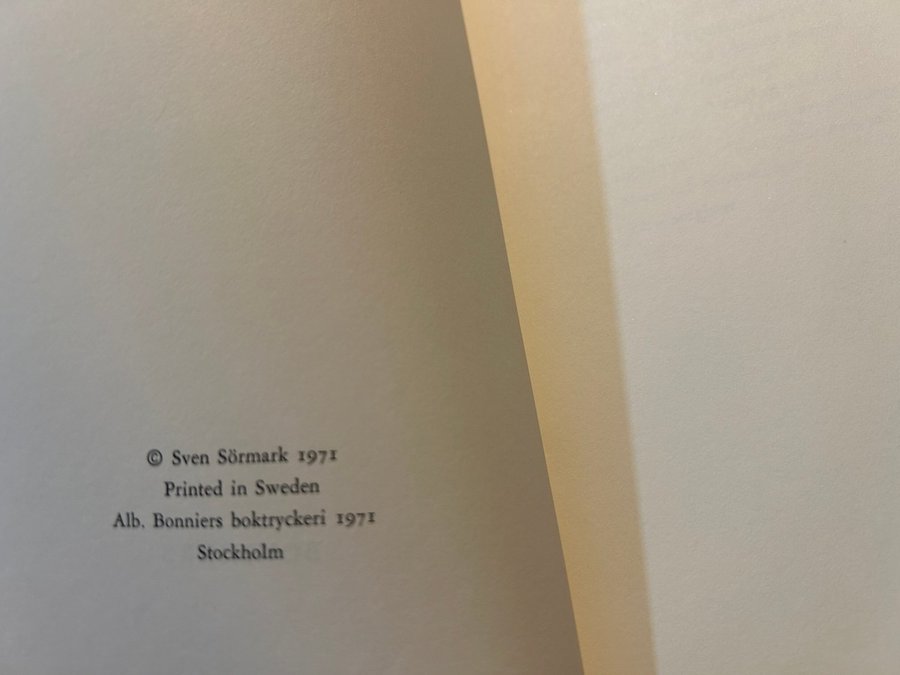 © Sven Sörmark 1971
Printed in Sweden
Alb. Bonniers boktryckeri 1971
Stockholm